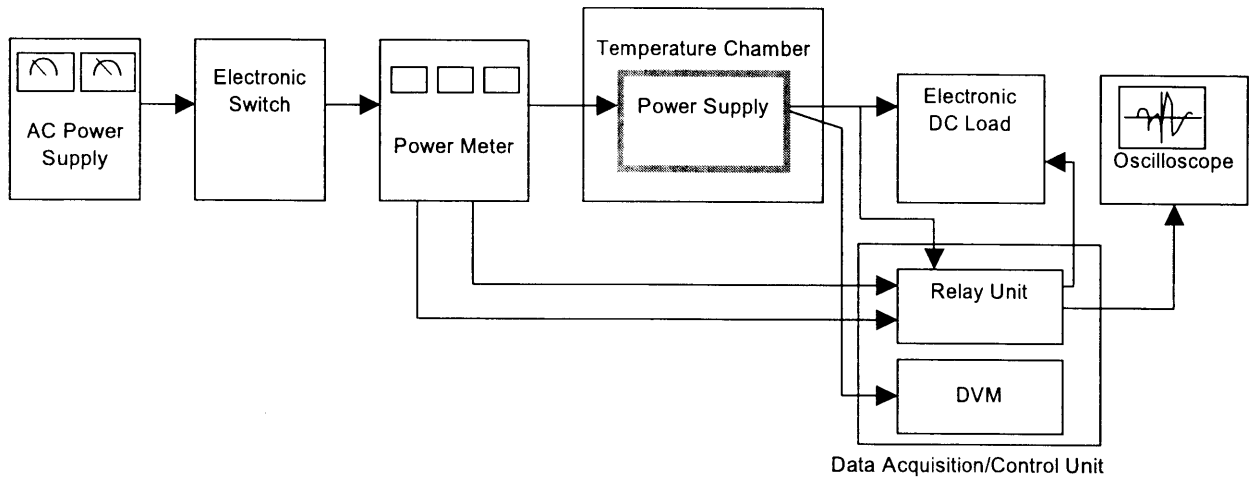 AC Power
Supply
Electronic
Switch
Power Meter
Temperature Chamber
Power Supply
Electronic
DC Load
Oscilloscope
Relay Unit
DVM
Data Acquisition/Control Unit